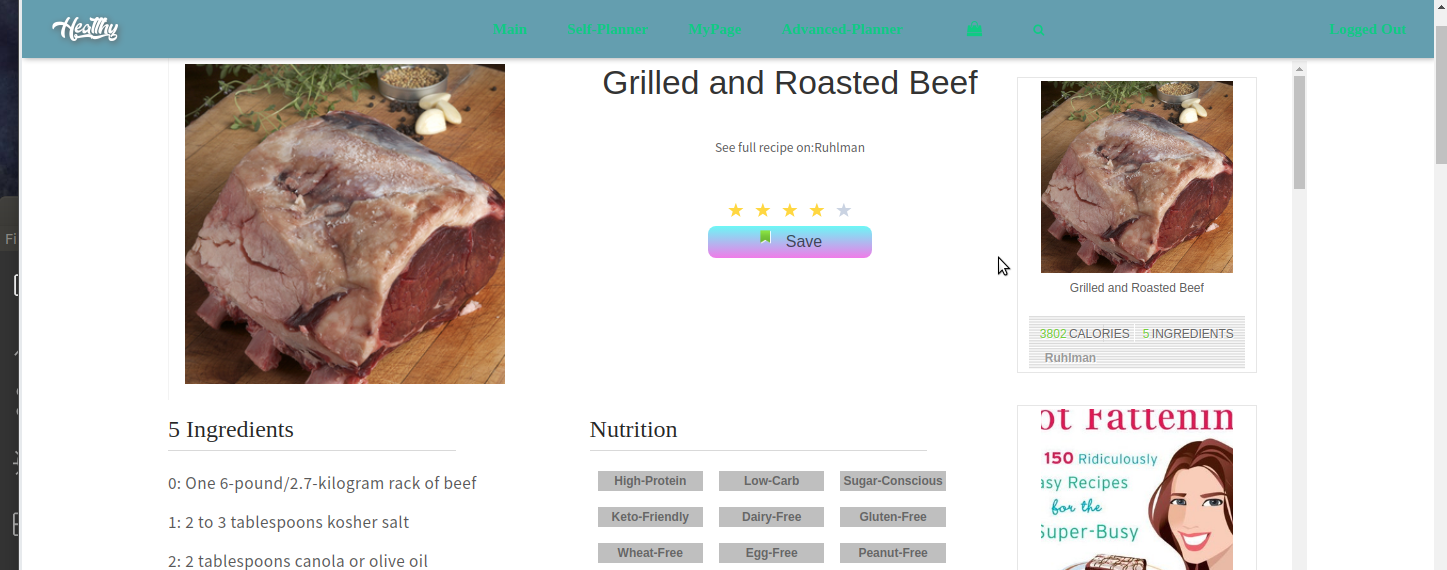 Healthy
Main Self-Planner MyPage Advanced-Planner Logged Out
Grilled and Roasted Beef
See full recipe on:Ruhlman
Save
Fi
Grilled and Roasted Beef
3802 CALORIES 5 INGREDIENTS
Ruhlman
5 Ingredients
0: One 6-pound/2.7-kilogram rack of beef
1: 2 to 3 tablespoons kosher salt
2: 2 tablespoons canola or olive oil
Nutrition
High-Protein Low-Carb Sugar-Conscious
Keto-Friendly Dairy-Free Gluten-Free
Wheat-Free Egg-Free Peanut-Free
ot Fattenin
150 Ridiculously
asy Recipes
for the
Super-Busy